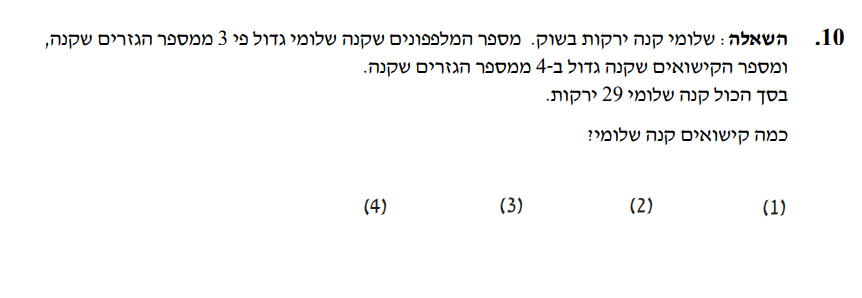 10. השאלה: שלומי קנה ירקות בשוק. מספר המלפפונים שקנה שלומי גדול פי 3 ממספר הגזרים שקנה,
ומספר הקישואים שקנה גדול ב-4 ממספר הגזרים שקנה.
בסך הכול קנה שלומי 29 ירקות.
כמה קישואים קנה שלומי?
(1) (2) (3) (4)